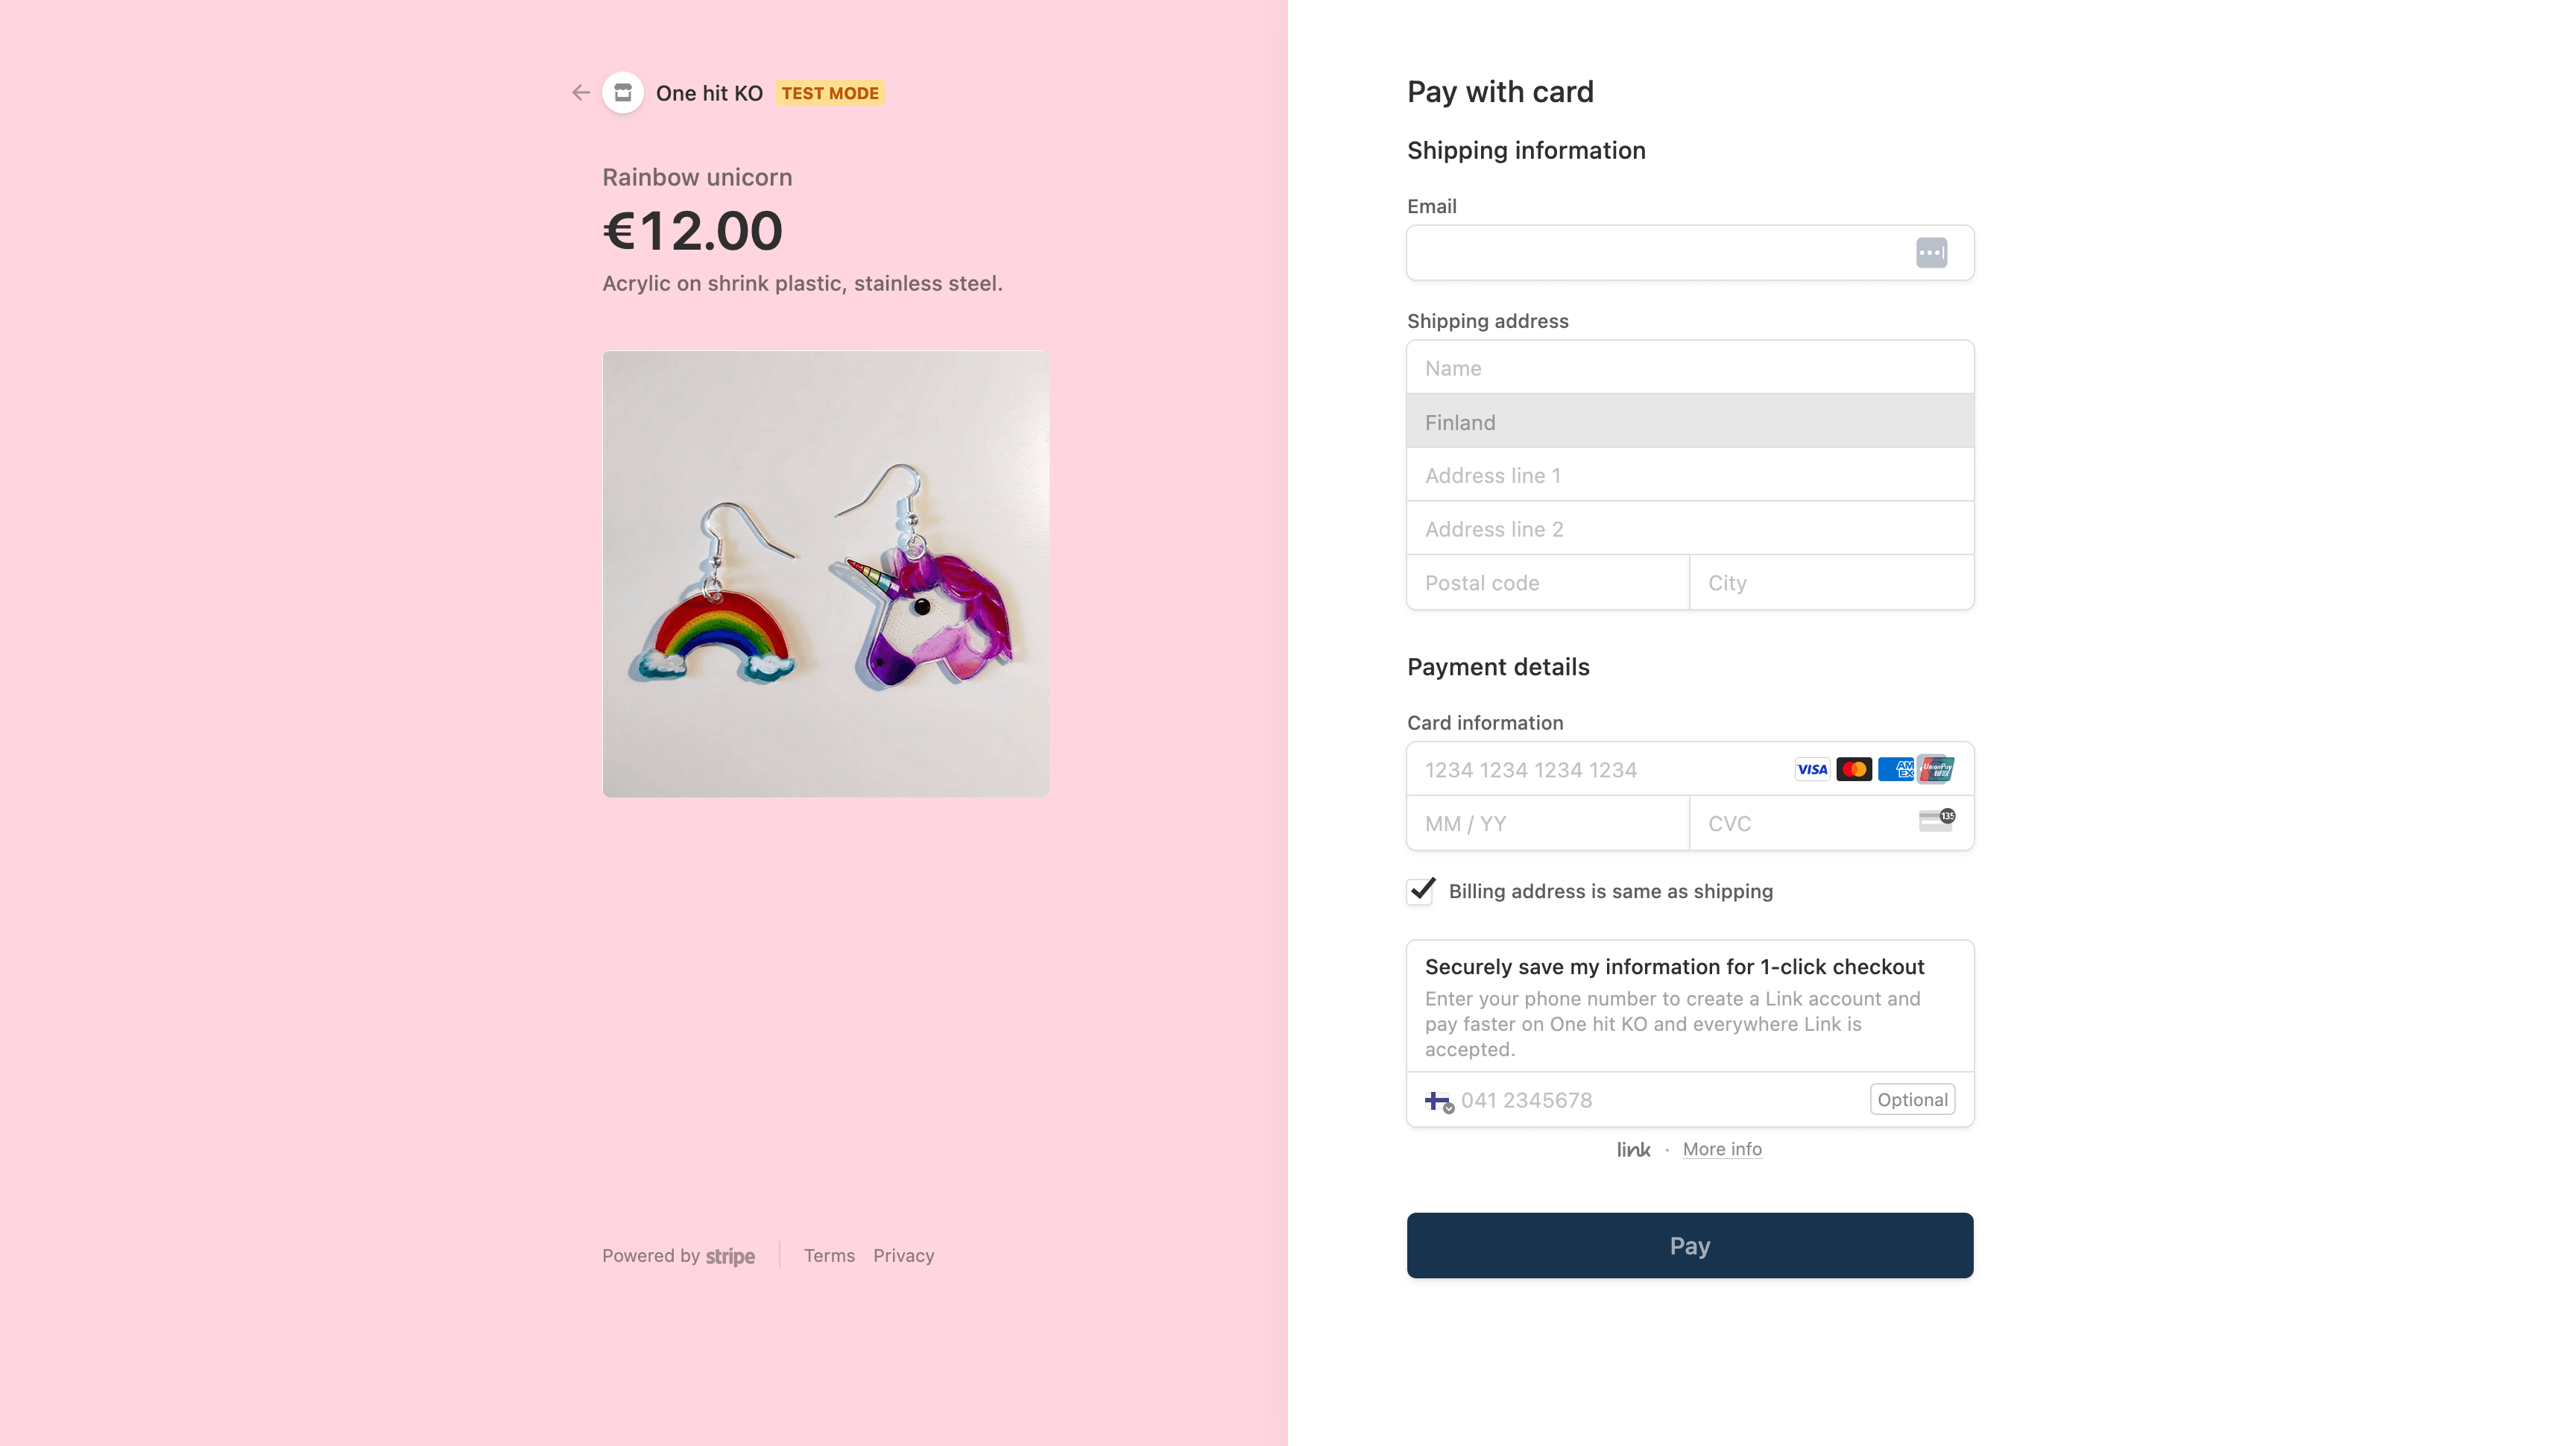 One hit KO TEST MODE
Rainbow unicorn
€12.00
Acrylic on shrink plastic, stainless steel.
Powered by stripe
Terms Privacy
Pay with card
Shipping information
Email
Shipping address
Name
Finland
Address line 1
Address line 2
Postal code City
Payment details
Card information
1234 1234 1234 1234 VISA AM EX UnionPay
MM / YY CVC 135
Billing address is same as shipping
Securely save my information for 1-click checkout
Enter your phone number to create a Link account and
pay faster on One hit KO and everywhere Link is
accepted.
041 2345678 Optional
link · More info
Pay